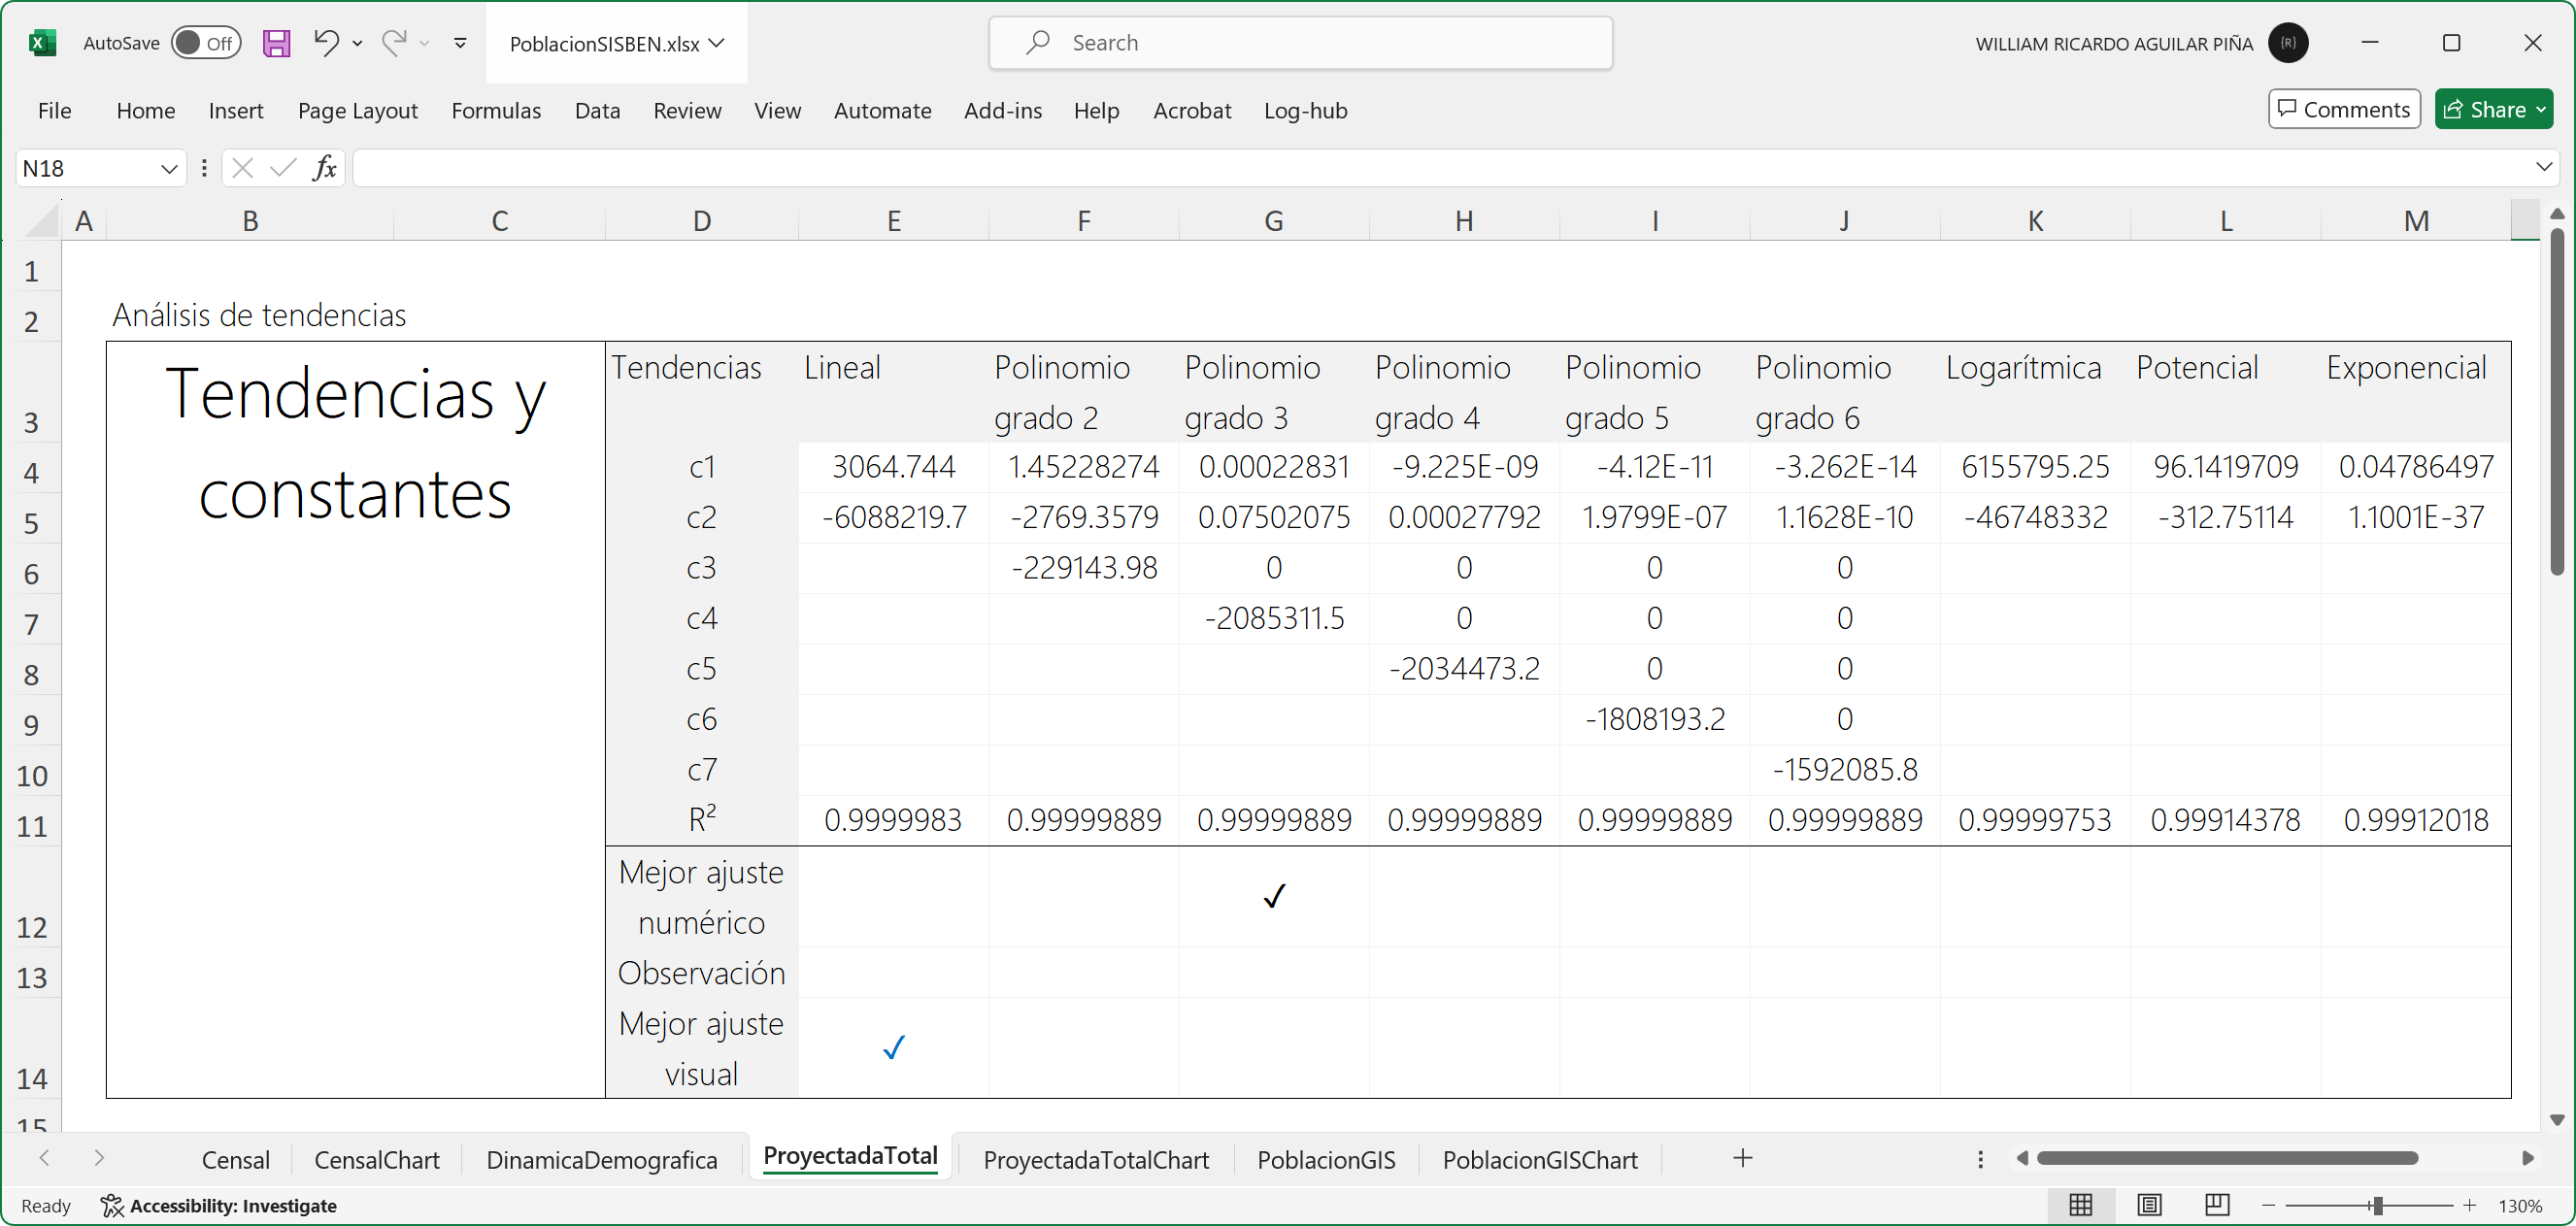 AutoSave Off PoblacionSISBEN.xlsx Search WILLIAM RICARDO AGUILAR PIÑA (R)
File Home Insert Page Layout Formulas Data Review View Automate Add-ins Help Acrobat Log-hub Comments Share
N18 fx
A B C D E F G H I J K L M
1
2 Análisis de tendencias
3 Tendencias y constantes Tendencias Lineal Polinomio grado 2 Polinomio grado 3 Polinomio grado 4 Polinomio grado 5 Polinomio grado 6 Logarítmica Potencial Exponencial
4 c1 3064.744 1.45228274 0.00022831 -9.225E-09 -4.12E-11 -3.262E-14 6155795.25 96.1419709 0.04786497
5 c2 -6088219.7 -2769.3579 0.07502075 0.00027792 1.9799E-07 1.1628E-10 -46748332 -312.75114 1.1001E-37
6 c3 -229143.98 0 0 0 0
7 c4 -2085311.5 0 0 0
8 c5 -2034473.2 0 0
9 c6 -1808193.2 0
10 c7 -1592085.8
11 R² 0.9999983 0.99999889 0.99999889 0.99999889 0.99999889 0.99999889 0.99999753 0.99914378 0.99912018
12 Mejor ajuste numérico ✓
13 Observación
14 Mejor ajuste visual ✓
15
Censal CensalChart DinamicaDemografica ProyectadaTotal ProyectadaTotalChart PoblacionGIS PoblacionGISChart +
Ready Accessibility: Investigate 130%